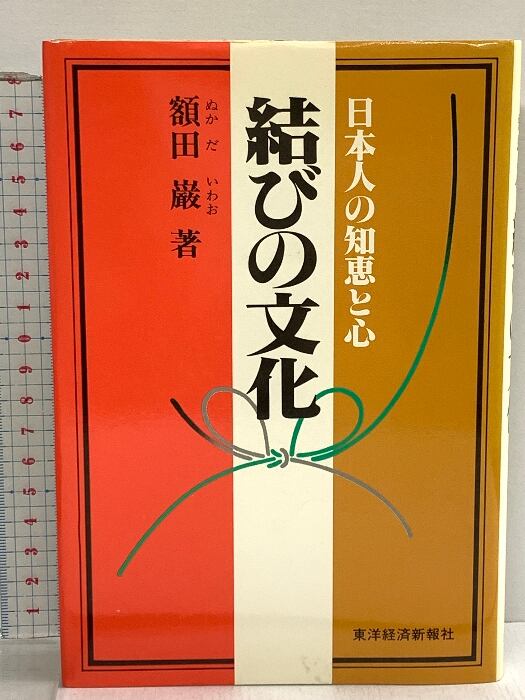 日本人の知恵と心
結びの文化
額田 巌 著
ぬか だ いわお
東洋経済新報社